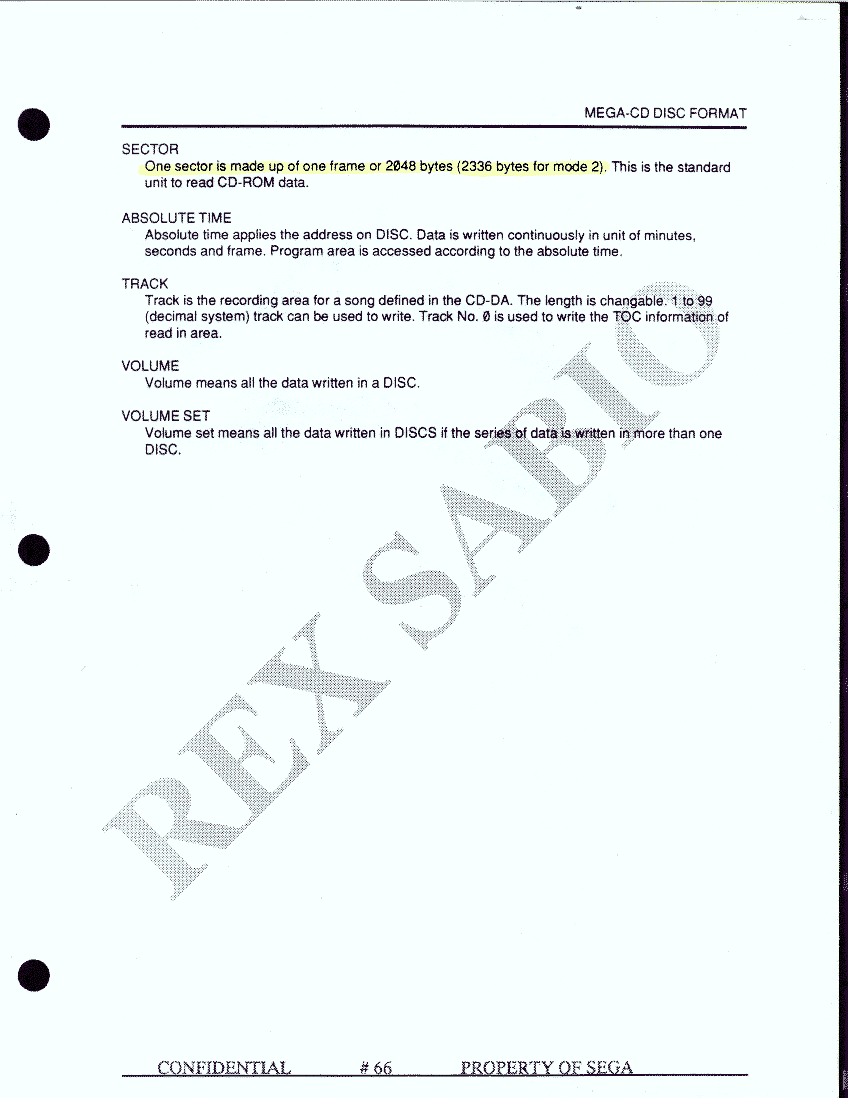 MEGA-CD DISC FORMAT
SECTOR
One sector is made up of one frame or 2048 bytes (2336 bytes for mode 2). This is the standard
unit to read CD-ROM data.
ABSOLUTE TIME
Absolute time applies the address on DISC. Data is written continuously in unit of minutes,
seconds and frame. Program area is accessed according to the absolute time.
TRACK
Track is the recording area for a song defined in the CD-DA. The length is changable. 1 to 99
(decimal system) track can be used to write. Track No. 0 is used to write the TOC information of
read in area.
VOLUME
Volume means all the data written in a DISC.
VOLUME SET
Volume set means all the data written in DISCS if the series of data is written in more than one
DISC.
REX SABIO
CONFIDENTIAL # 66 PROPERTY OF SEGA